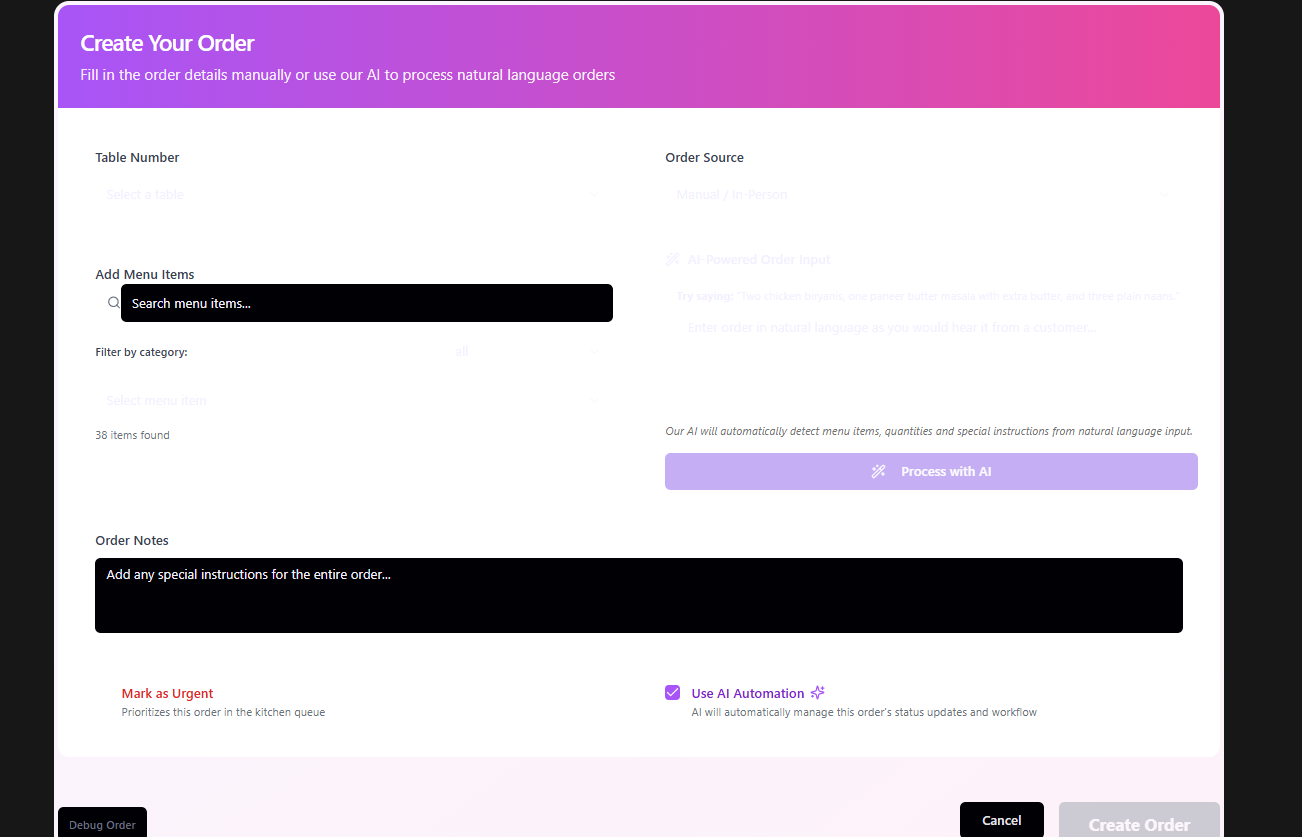 Create Your Order
Fill in the order details manually or use our AI to process natural language orders
Table Number
Select a table
Order Source
Manual / In-Person
Add Menu Items
Search menu items...
Filter by category:
all
Select menu item
38 items found
AI-Powered Order Input
Try saying: "Two chicken biryanis, one paneer butter masala with extra butter, and three plain naans."
Enter order in natural language as you would hear it from a customer...
Our AI will automatically detect menu items, quantities and special instructions from natural language input.
Process with AI
Order Notes
Add any special instructions for the entire order...
Mark as Urgent
Prioritizes this order in the kitchen queue
Use AI Automation
AI will automatically manage this order's status updates and workflow
Debug Order
Cancel
Create Order